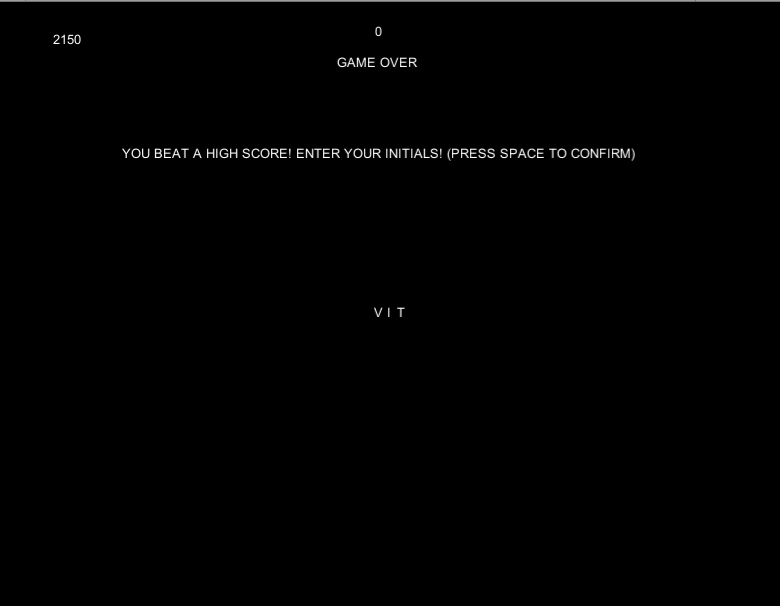 0
2150
GAME OVER
YOU BEAT A HIGH SCORE! ENTER YOUR INITIALS! (PRESS SPACE TO CONFIRM)
V I T